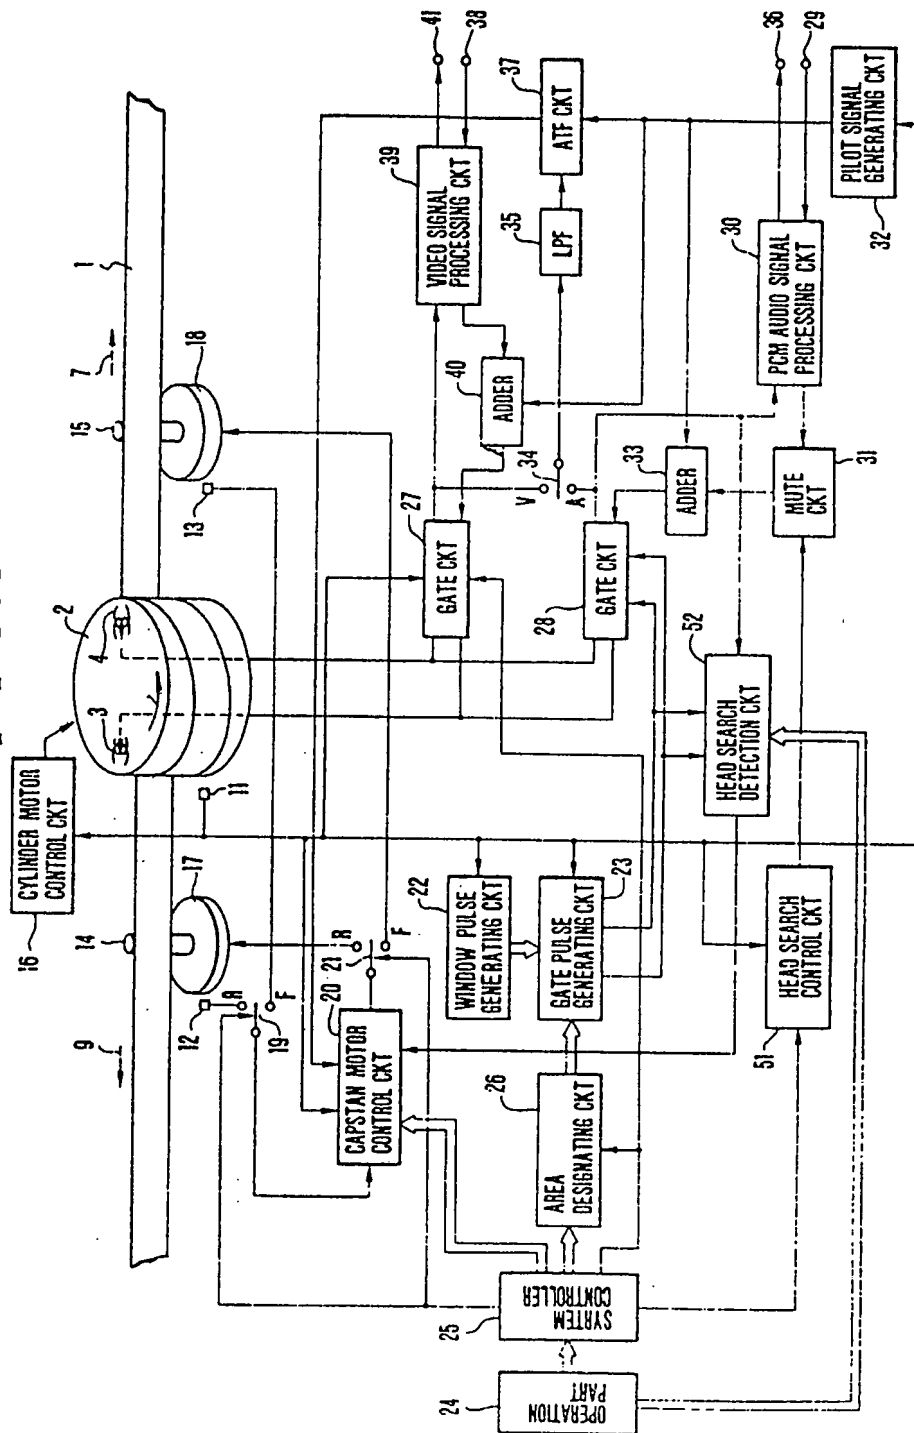 41
38
36
29
37
ATF CKT
PILOT SIGNAL
GENERATING CKT
32
39
VIDEO SIGNAL
PROCESSING CKT
35
LPF
30
PCM AUDIO SIGNAL
PROCESSING CKT
1
7
18
15
40
ADDER
34
V
A
33
ADDER
31
MUTE
CKT
13
27
GATE CKT
28
GATE CKT
52
HEAD SEARCH
DETECTION CKT
2
4
3
11
16
CYLINDER MOTOR
CONTROL CKT
14
17
12
R
F
19
R
F
21
20
CAPSTAN MOTOR
CONTROL CKT
22
WINDOW PULSE
GENERATING CKT
23
GATE PULSE
GENERATING CKT
51
HEAD SEARCH
CONTROL CKT
9
26
AREA
DESIGNATING CKT
25
SYRTEM
CONTROLLER
24
OPERATION
PART